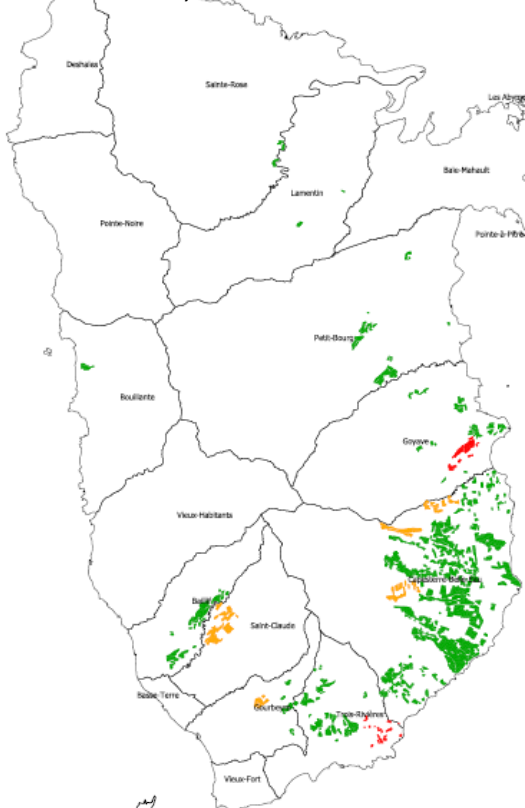 Deshaies
Sainte-Rose
Les Abymes
Baie-Mahault
Lamentin
Pointe-Noire
Pointe-à-Pitre
Petit-Bourg
Bouillante
Goyave
Vieux-Habitants
Capesterre-Belle-Eau
Baillif
Saint-Claude
Basse-Terre
Gourbeyre
Trois-Rivières
Vieux-Fort